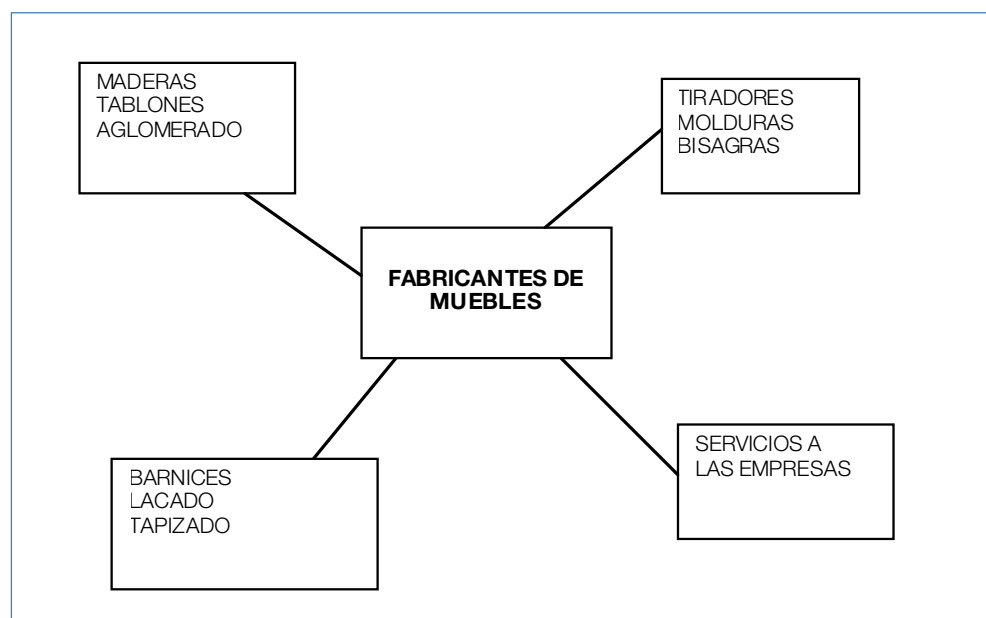 MADERAS
TABLONES
AGLOMERADO
TIRADORES
MOLDURAS
BISAGRAS
FABRICANTES DE
MUEBLES
BARNICES
LACADO
TAPIZADO
SERVICIOS A
LAS EMPRESAS